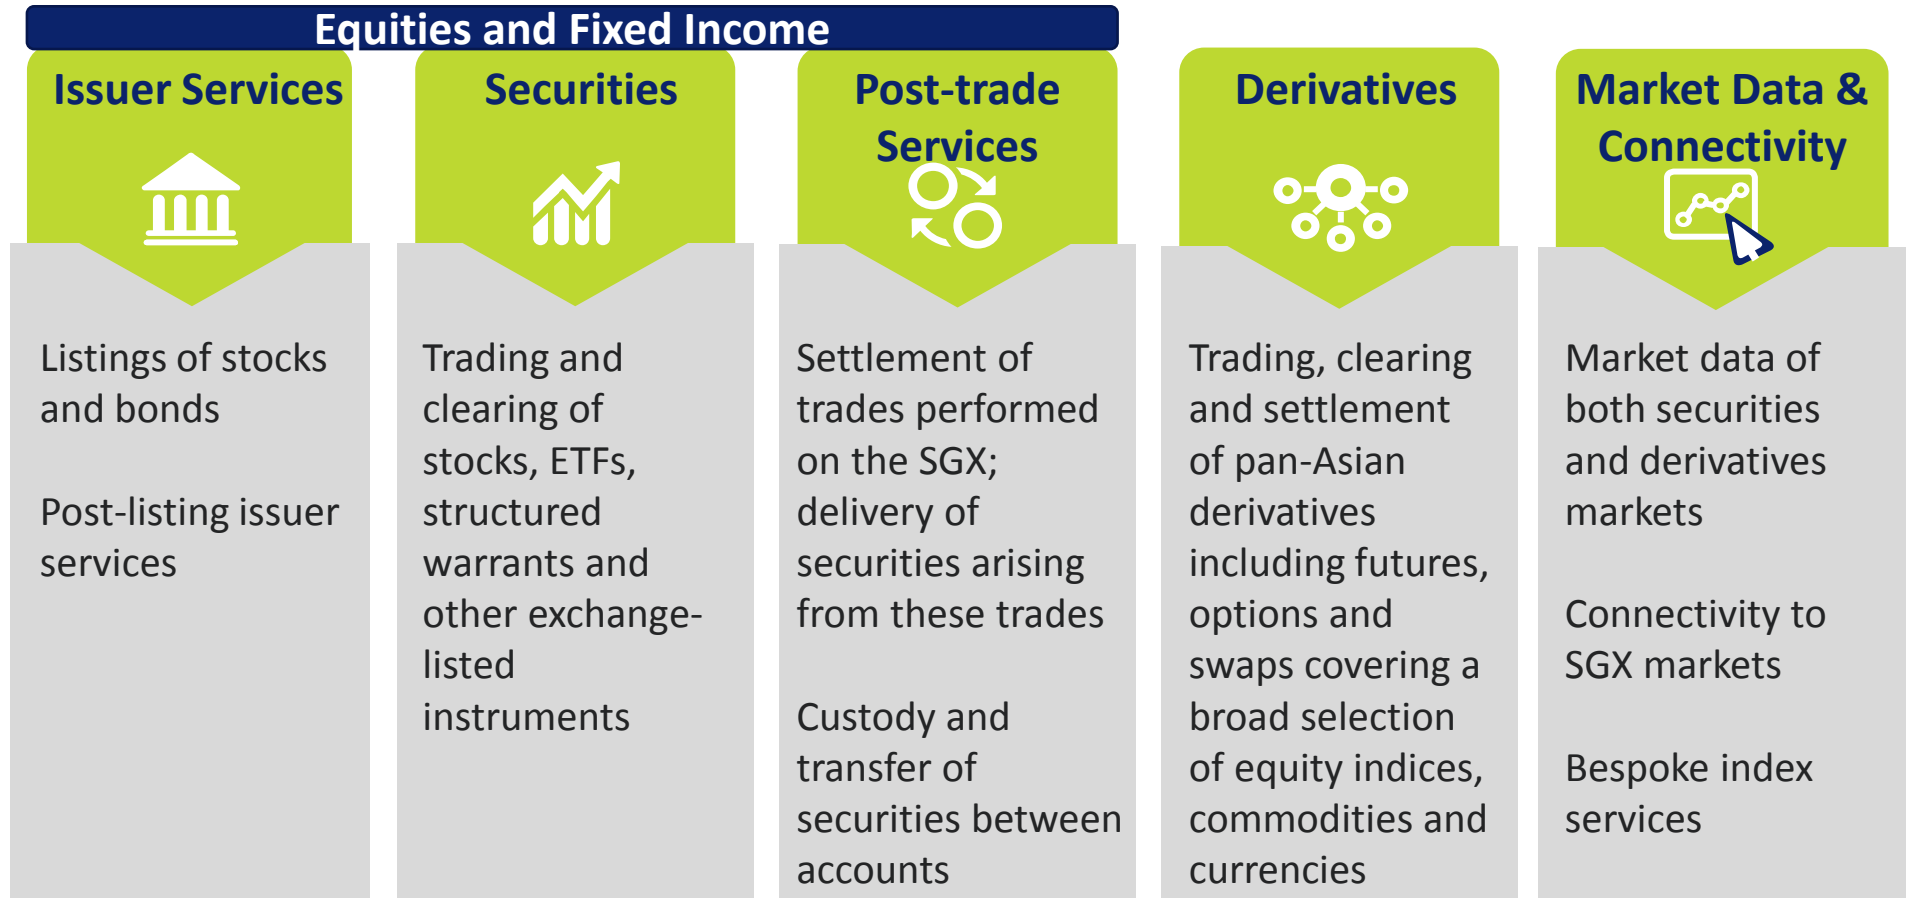 Equities and Fixed Income
Issuer Services
Listings of stocks
and bonds
Post-listing issuer
services
Securities
Trading and
clearing of
stocks, ETFs,
structured
warrants and
other exchange-
listed
instruments
Post-trade
Services
Settlement of
trades performed
on the SGX;
delivery of
securities arising
from these trades
Custody and
transfer of
securities between
accounts
Derivatives
Trading, clearing
and settlement
of pan-Asian
derivatives
including futures,
options and
swaps covering a
broad selection
of equity indices,
commodities and
currencies
Market Data &
Connectivity
Market data of
both securities
and derivatives
markets
Connectivity to
SGX markets
Bespoke index
services